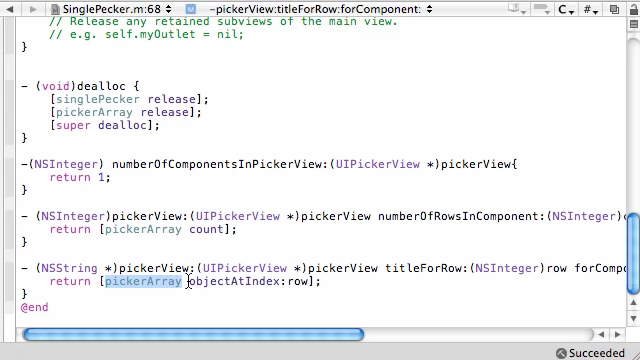 SinglePecker.m:68 M -pickerView:titleForRow:forComponent: C #
// Release any retained subviews of the main view.
// e.g. self.myOutlet = nil;
}
- (void)dealloc {
[singlePecker release];
[pickerArray release];
[super dealloc];
}
-(NSInteger) numberOfComponentsInPickerView:(UIPickerView *)pickerView{
return 1;
}
- (NSInteger)pickerView:(UIPickerView *)pickerView numberOfRowsInComponent:(NSInteger)c
return [pickerArray count];
}
- (NSString *)pickerView:(UIPickerView *)pickerView titleForRow:(NSInteger)row forCompo
return [pickerArray objectAtIndex:row];
}
@end
Succeeded